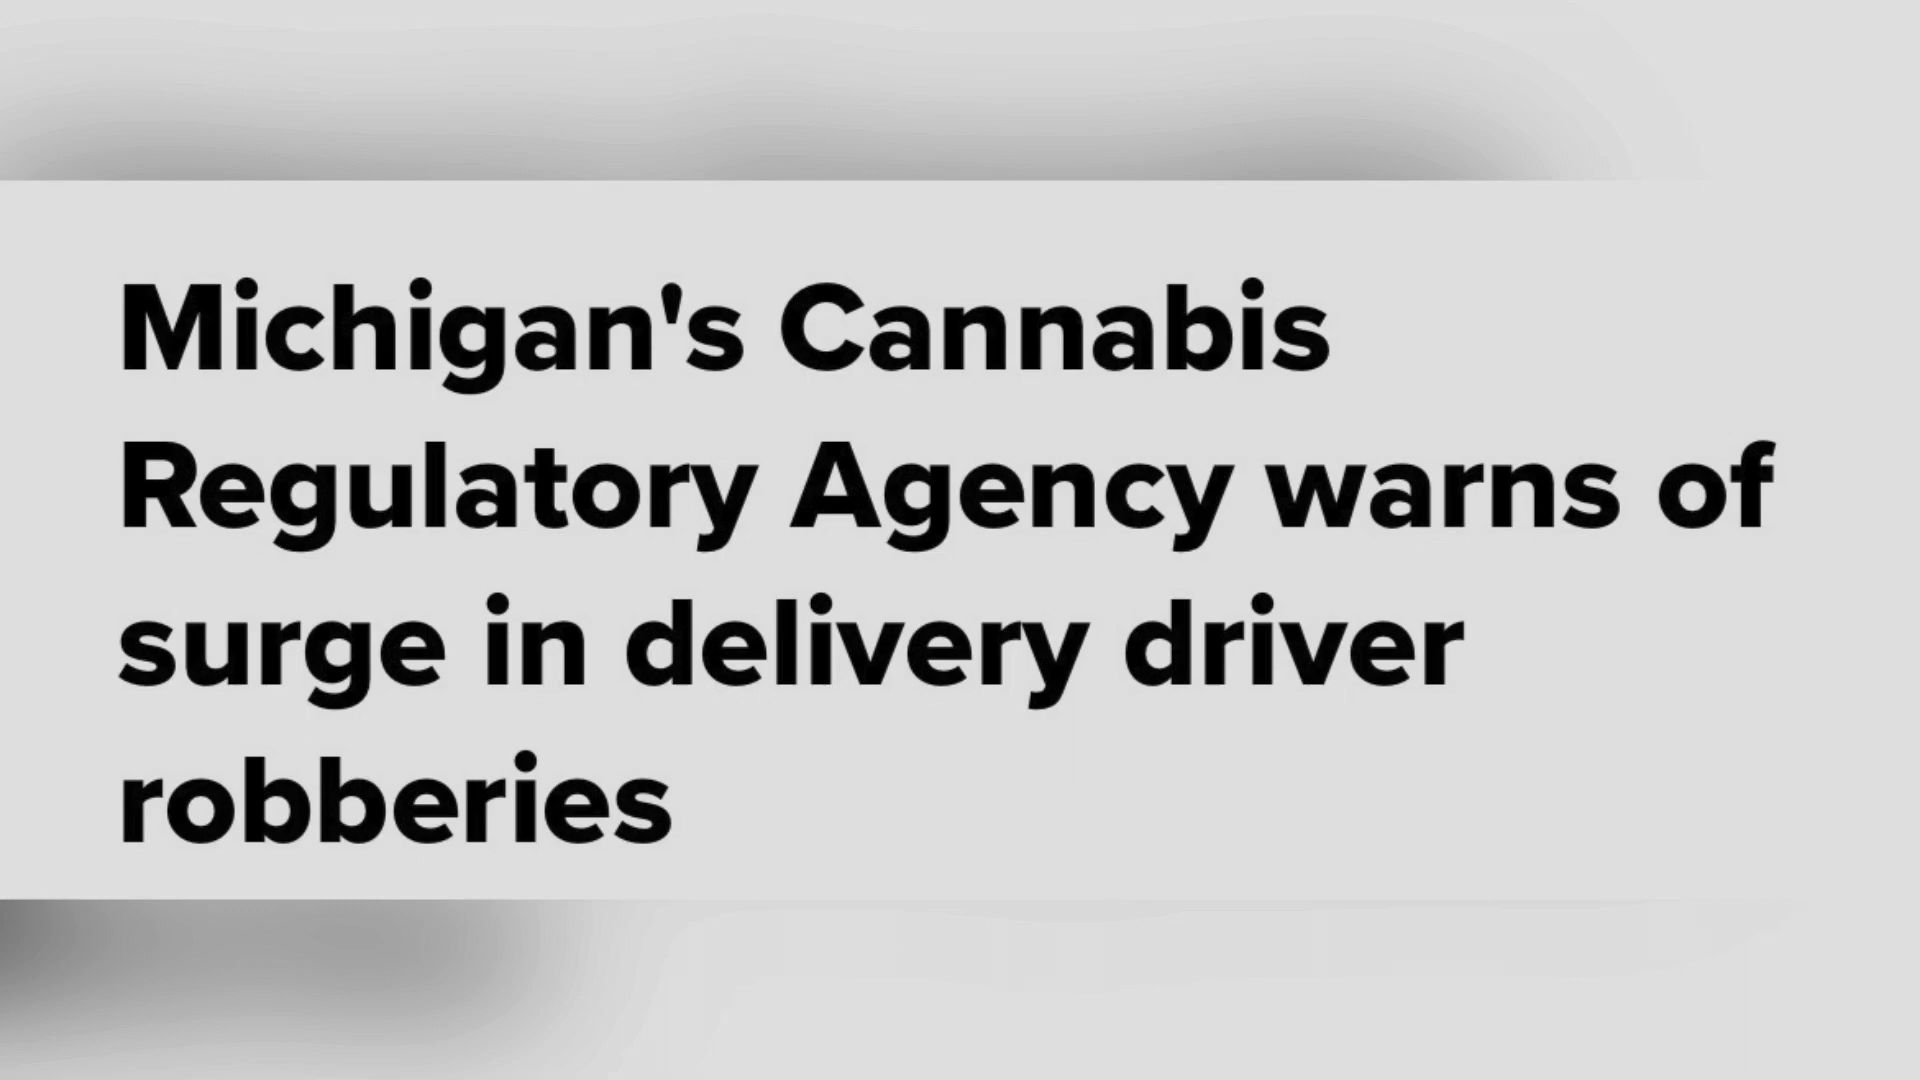 Michigan's Cannabis
Regulatory Agency warns of
surge in delivery driver
robberies